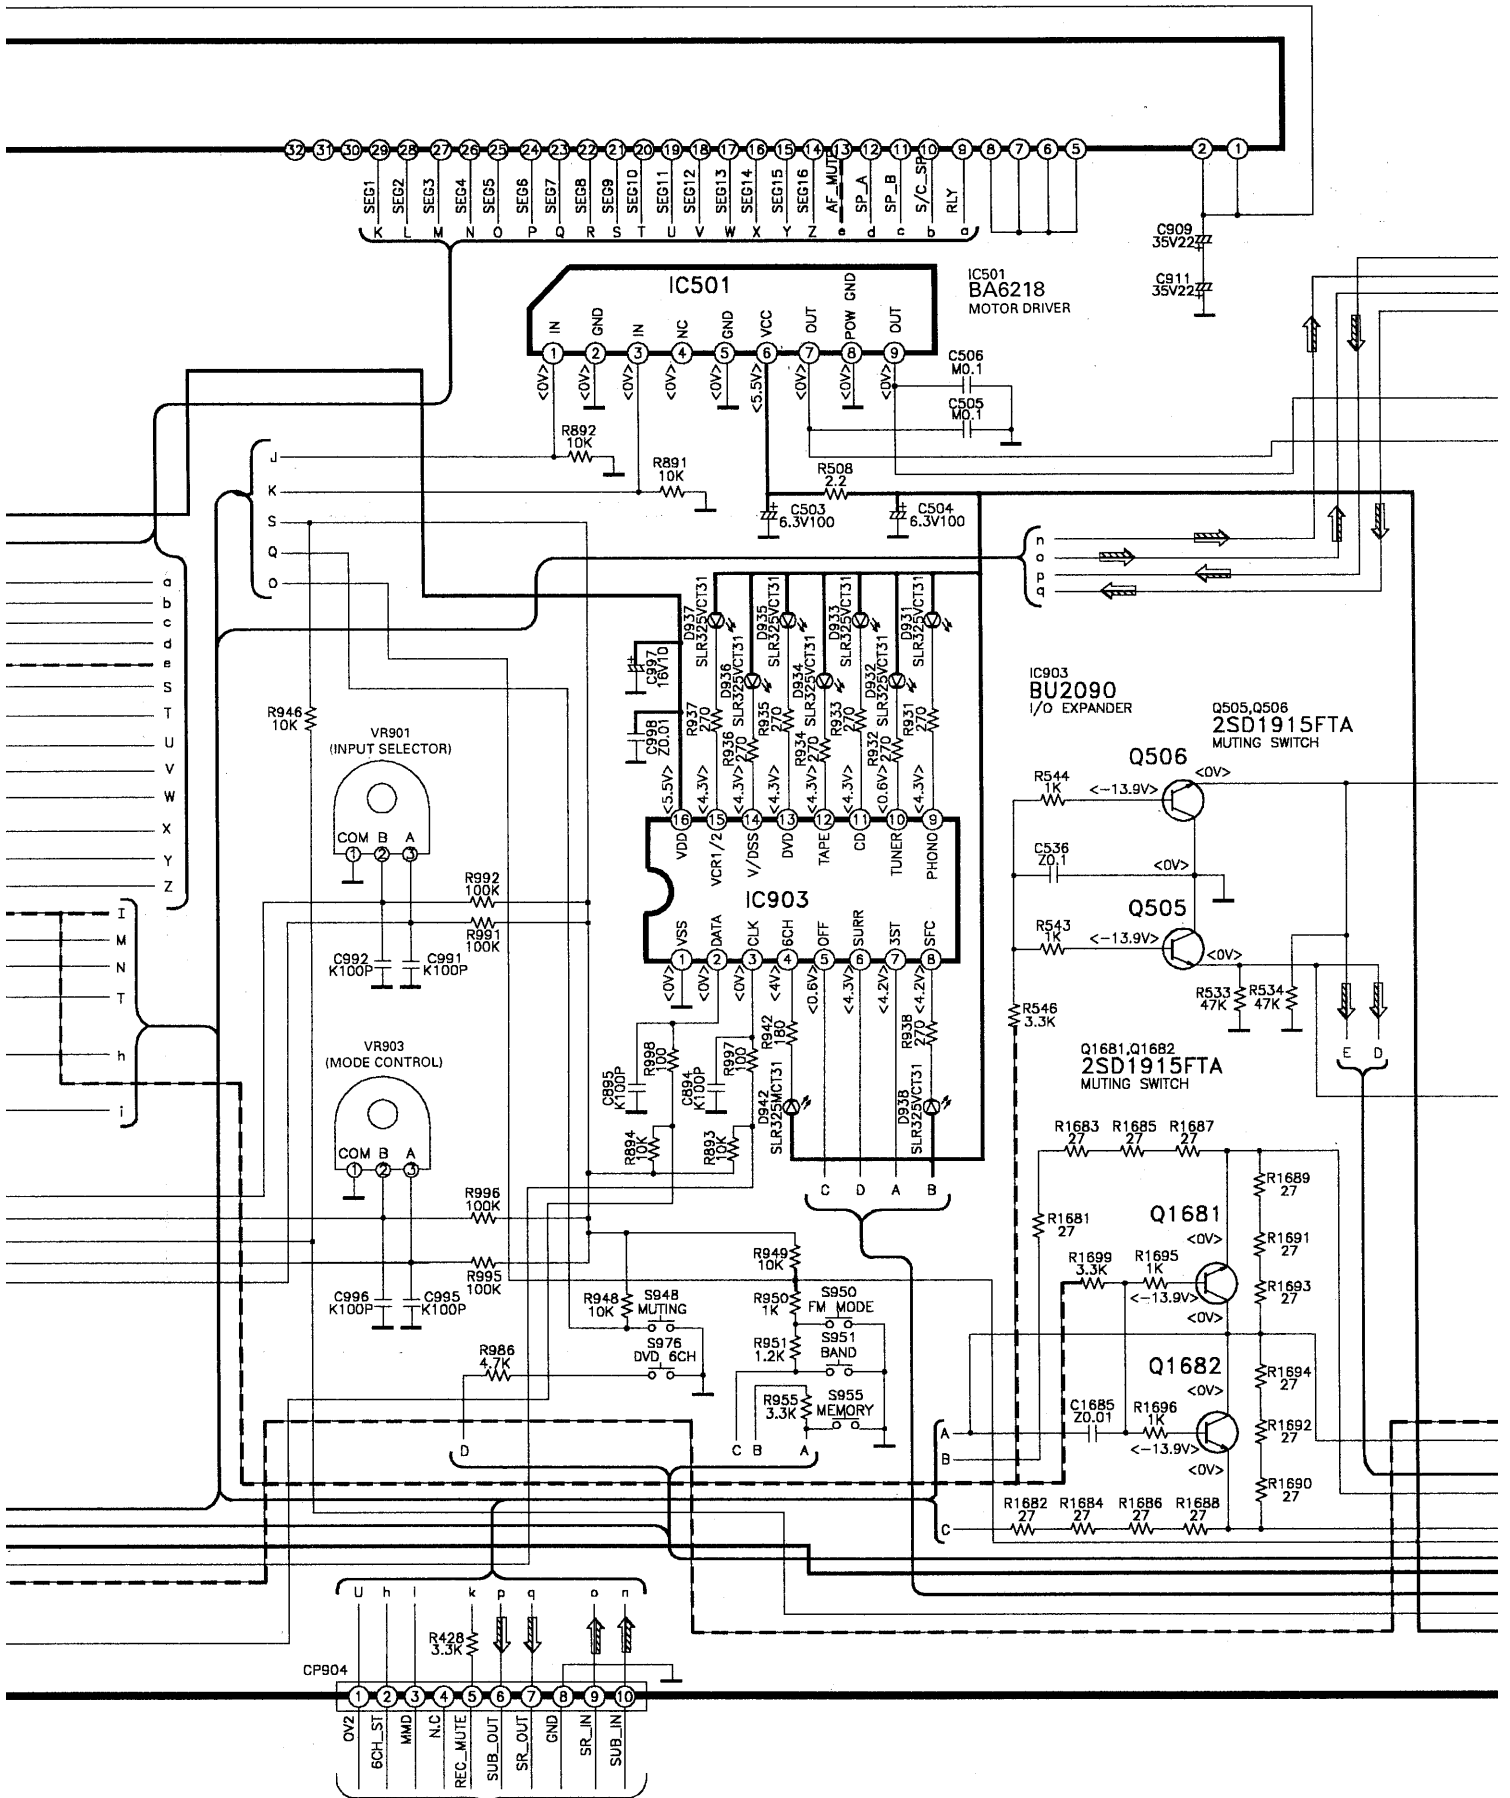 32 31 30 29 28 27 26 25 24 23 22 21 20 19 18 17 16 15 14 13 12 11 10 9 8 7 6 5 2 1
SEG1 SEG2 SEG3 SEG4 SEG5 SEG6 SEG7 SEG8 SEG9 SEG10 SEG11 SEG12 SEG13 SEG14 SEG15 SEG16 AF_MUTE SP_A SP_B S/C_SP RLY
K L M N O P Q R S T U V W X Y Z e d c b a
C909
35V22
C911
35V22
IC501
IC501
BA6218
MOTOR DRIVER
IN GND IN NC GND VCC OUT POW GND OUT
1 2 3 4 5 6 7 8 9
<0V> <0V> <0V> <0V> <5.5V> <0V> <0V> <0V>
C506
M0.1
C505
M0.1
R892
10K
R891
10K
R508
2.2
C503
6.3V100
C504
6.3V100
J
K
S
Q
O
n
o
p
q
a
b
c
d
e
S
T
U
V
W
X
Y
Z
I
M
N
T
h
i
D937
SLR325VCT31
D936
SLR325VCT31
D935
SLR325VCT31
D934
SLR325VCT31
D933
SLR325VCT31
D932
SLR325VCT31
D931
SLR325VCT31
C997
16V10
C998
Z0.01
R937
270
R936
270
R935
270
R934
270
R933
270
R932
270
R931
270
R946
10K
VR901
(INPUT SELECTOR)
COM B A
1 2 3
IC903
BU2090
I/O EXPANDER
Q505,Q506
2SD1915FTA
MUTING SWITCH
<5.5V> <4.3V> <4.3V> <4.3V> <4.3V> <4.3V> <0.6V> <4.3V>
16 15 14 13 12 11 10 9
VDD VCR1/2 V/DSS DVD TAPE CD TUNER PHONO
IC903
VSS DATA CLK 6CH OFF SURR 3ST SFC
1 2 3 4 5 6 7 8
<0V> <0V> <0V> <4V> <0.6V> <4.3V> <4.2V> <4.2V>
Q506
<0V>
R544
1K
<-13.9V>
C536
Z0.1
<0V>
Q505
R543
1K
<-13.9V>
<0V>
R533
47K
R534
47K
R546
3.3K
E D
R992
100K
R991
100K
C992
K100P
C991
K100P
VR903
(MODE CONTROL)
COM B A
1 2 3
R996
100K
R995
100K
C996
K100P
C995
K100P
C895
K100P
R998
100
C894
K100P
R997
100
R942
180
D942
SLR325MCT31
R938
270
D938
SLR325VCT31
R894
10K
R893
10K
C D A B
Q1681,Q1682
2SD1915FTA
MUTING SWITCH
R1683
27
R1685
27
R1687
27
R1689
27
R1681
27
Q1681
<0V>
R1691
27
R1699
3.3K
R1695
1K
<-13.9V>
R1693
27
<0V>
Q1682
R1694
27
<0V>
C1685
Z0.01
R1696
1K
<-13.9V>
R1692
27
<0V>
R1690
27
R1682
27
R1684
27
R1686
27
R1688
27
A
B
C
R949
10K
R948
10K
S948
MUTING
R950
1K
S950
FM MODE
R951
1.2K
S951
BAND
S976
DVD 6CH
R986
4.7K
R955
3.3K
S955
MEMORY
D
C B A
U h i k p q o n
R428
3.3K
CP904
1 2 3 4 5 6 7 8 9 10
OV2 6CH_ST MMD N.C REC_MUTE SUB_OUT SR_OUT GND SR_IN SUB_IN